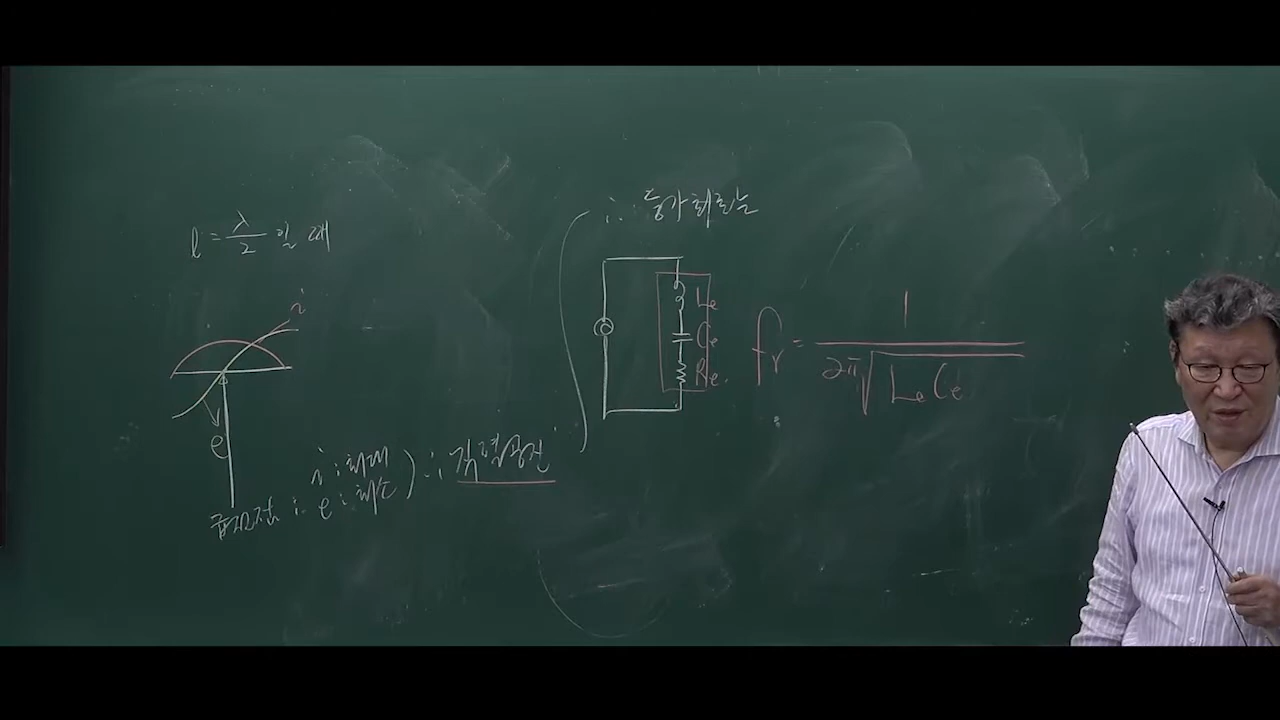 l = λ/2 일 때
i
e
급전점 ∴ i : 최대
e : 최소 ) ∴ 직렬공진
∴ 등가회로는
Le
Ce
Re.
fr = 1 / 2π√LeCe